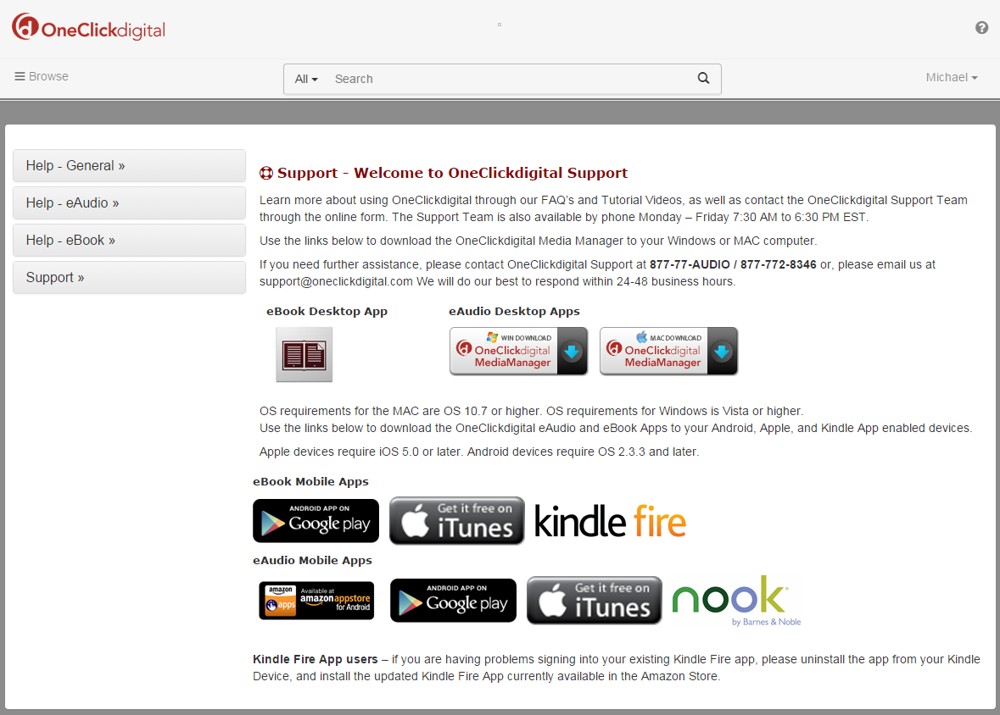 OneClickdigital
Browse
All
Search
Michael
Help - General »
Help - eAudio »
Help - eBook »
Support »
Support - Welcome to OneClickdigital Support
Learn more about using OneClickdigital through our FAQ's and Tutorial Videos, as well as contact the OneClickdigital Support Team
through the online form. The Support Team is also available by phone Monday – Friday 7:30 AM to 6:30 PM EST.
Use the links below to download the OneClickdigital Media Manager to your Windows or MAC computer.
If you need further assistance, please contact OneClickdigital Support at 877-77-AUDIO / 877-772-8346 or, please email us at
support@oneclickdigital.com We will do our best to respond within 24-48 business hours.
eBook Desktop App
eAudio Desktop Apps
WIN DOWNLOAD
OneClickdigital
MediaManager
MAC DOWNLOAD
OneClickdigital
MediaManager
OS requirements for the MAC are OS 10.7 or higher. OS requirements for Windows is Vista or higher.
Use the links below to download the OneClickdigital eAudio and eBook Apps to your Android, Apple, and Kindle App enabled devices.
Apple devices require iOS 5.0 or later. Android devices require OS 2.3.3 and later.
eBook Mobile Apps
ANDROID APP ON
Google play
Get it free on
iTunes
kindle fire
eAudio Mobile Apps
amazon
apps
Available at
amazonappstore
for Android
ANDROID APP ON
Google play
Get it free on
iTunes
nook
by Barnes & Noble
Kindle Fire App users – if you are having problems signing into your existing Kindle Fire app, please uninstall the app from your Kindle
Device, and install the updated Kindle Fire App currently available in the Amazon Store.